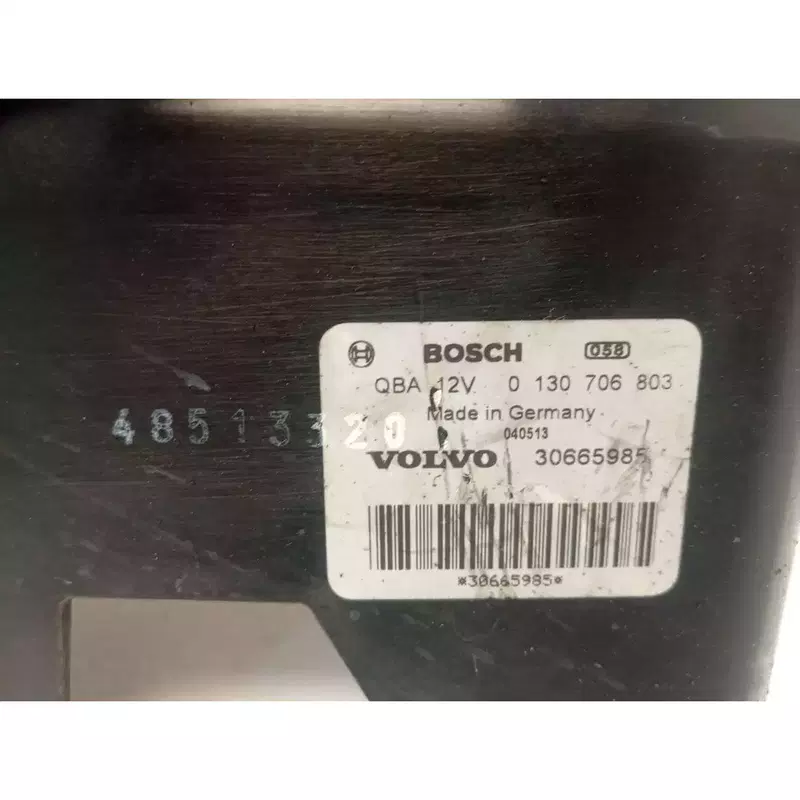 BOSCH 058
QBA 12V 0 130 706 803
Made in Germany
040513
48513320
VOLVO 30665985
*30665985*